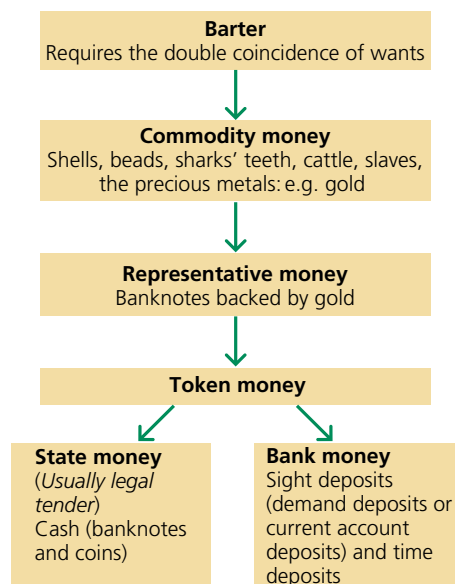 Barter
Requires the double coincidence of wants
Commodity money
Shells, beads, sharks’ teeth, cattle, slaves,
the precious metals: e.g. gold
Representative money
Banknotes backed by gold
Token money
State money
(Usually legal
tender)
Cash (banknotes
and coins)
Bank money
Sight deposits
(demand deposits or
current account
deposits) and time
deposits